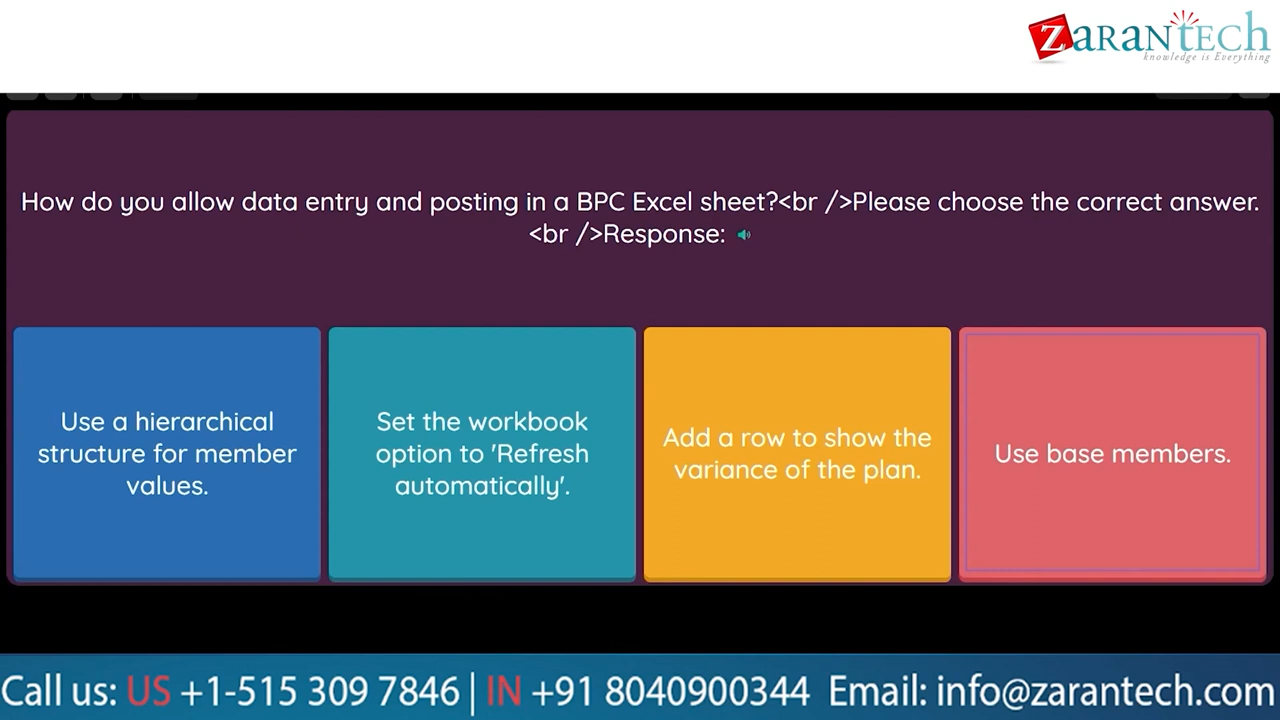 ZARANTECH
knowledge is Everything
How do you allow data entry and posting in a BPC Excel sheet?<br />Please choose the correct answer.
<br />Response:
Use a hierarchical
structure for member
values.
Set the workbook
option to 'Refresh
automatically'.
Add a row to show the
variance of the plan.
Use base members.
Call us: US +1-515 309 7846 | IN +91 8040900344 Email: info@zarantech.com